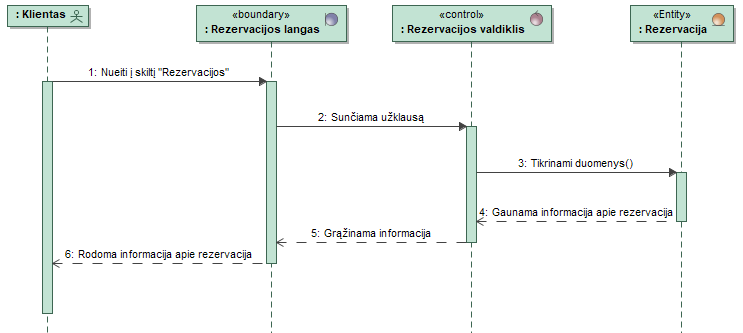 : Klientas
«boundary»
: Rezervacijos langas
«control»
: Rezervacijos valdiklis
«Entity»
: Rezervacija
1: Nueiti į skiltį "Rezervacijos"
2: Sunčiama užklausą
3: Tikrinami duomenys()
4: Gaunama informacija apie rezervacija
5: Grąžinama informacija
6: Rodoma informacija apie rezervacija